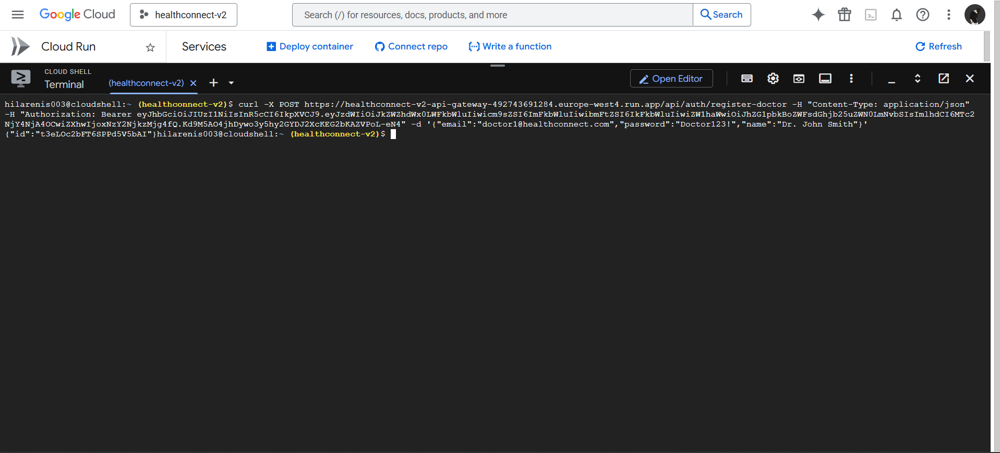 Google Cloud
healthconnect-v2
Search (/) for resources, docs, products, and more
Search
Cloud Run
Services
Deploy container
Connect repo
Write a function
Refresh
CLOUD SHELL
Terminal
(healthconnect-v2)
Open Editor
hilarenis003@cloudshell:~ (healthconnect-v2)$ curl -X POST https://healthconnect-v2-api-gateway-492743691284.europe-west4.run.app/api/auth/register-doctor -H "Content-Type: application/json"
-H "Authorization: Bearer eyJhbGciOiJIUzI1NiIsInR5cCI6IkpXVCJ9.eyJzdWIiOiJkZWZhdWx0LWFkbWluIiwicm9sZSI6ImFkbWluIiwibmFtZSI6IkFkbWluIiwiZW1haWwiOiJhZG1pbkBoZWFsdGhjb25uZWN0LmNvbSIsImlhdCI6MTc2
NjY4NjA4OCwiZXhwIjoxNzY2NjkzMjg4fQ.Kd9M5AO4jhDywo3y5hy2GYDJ2XcKEG2bKAZVPoL-eN4" -d '{"email":"doctor1@healthconnect.com","password":"Doctor123!","name":"Dr. John Smith"}'
{"id":"t3eLOc2bFT6SPPd5V5bAI"}hilarenis003@cloudshell:~ (healthconnect-v2)$